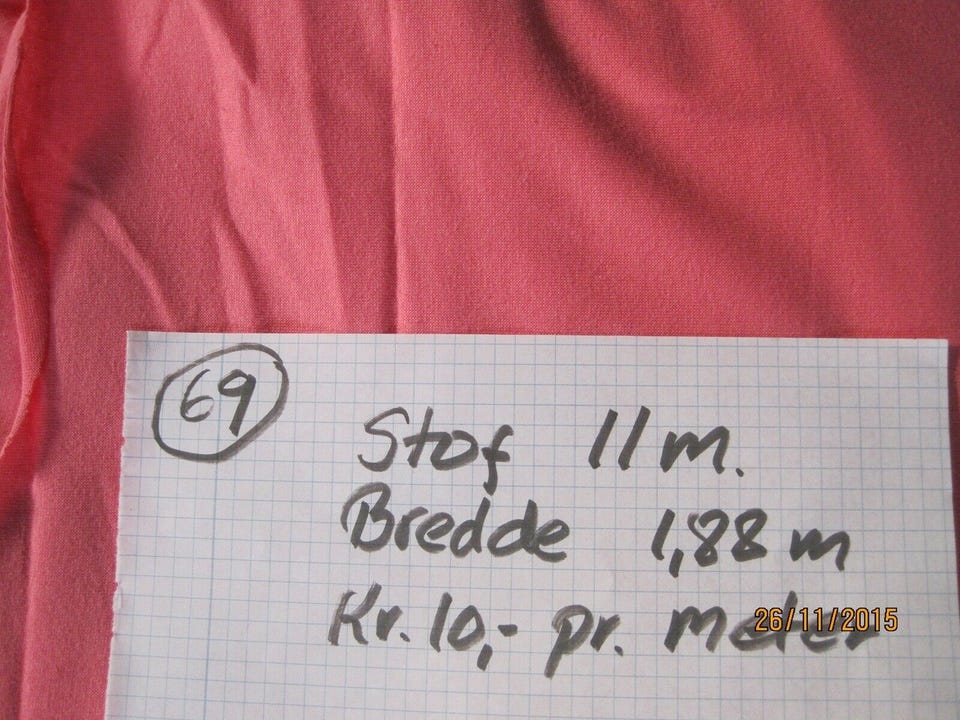 69
Stof 11 m.
Bredde 1,88 m
Kr. 10,- pr. meter
26/11/2015